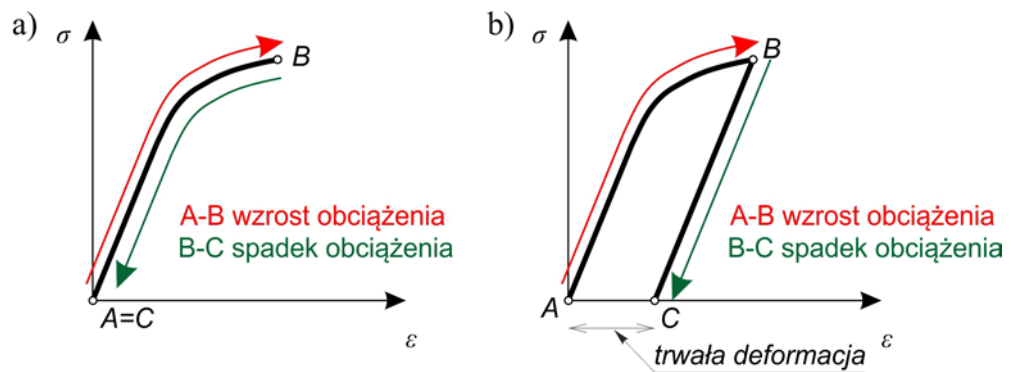 a)
σ
B
A-B wzrost obciążenia
B-C spadek obciążenia
A=C
ε
b)
σ
B
A-B wzrost obciążenia
B-C spadek obciążenia
A
C
ε
trwała deformacja